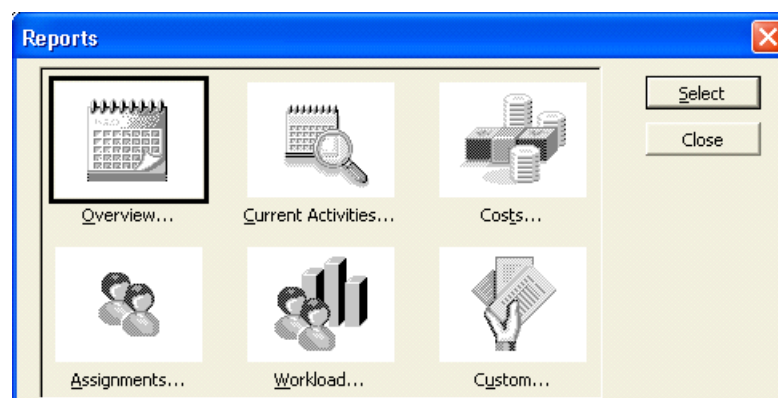 Reports
Select
Close
Overview...
Current Activities...
Costs...
Assignments...
Workload...
Custom...